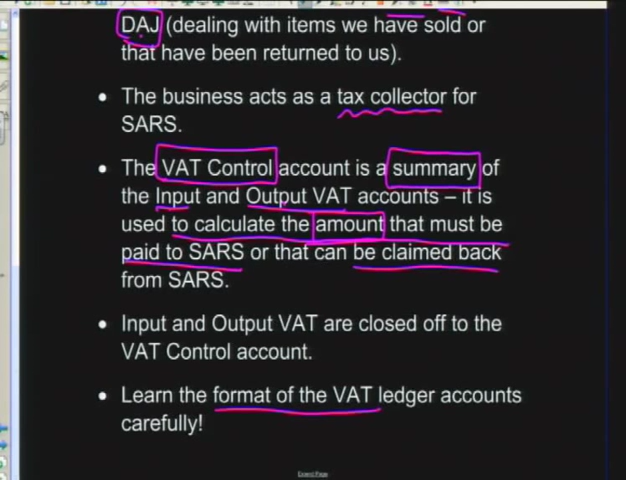 DAJ (dealing with items we have sold or
that have been returned to us).
• The business acts as a tax collector for
SARS.
• The VAT Control account is a summary of
the Input and Output VAT accounts – it is
used to calculate the amount that must be
paid to SARS or that can be claimed back
from SARS.
• Input and Output VAT are closed off to the
VAT Control account.
• Learn the format of the VAT ledger accounts
carefully!
Extend Page